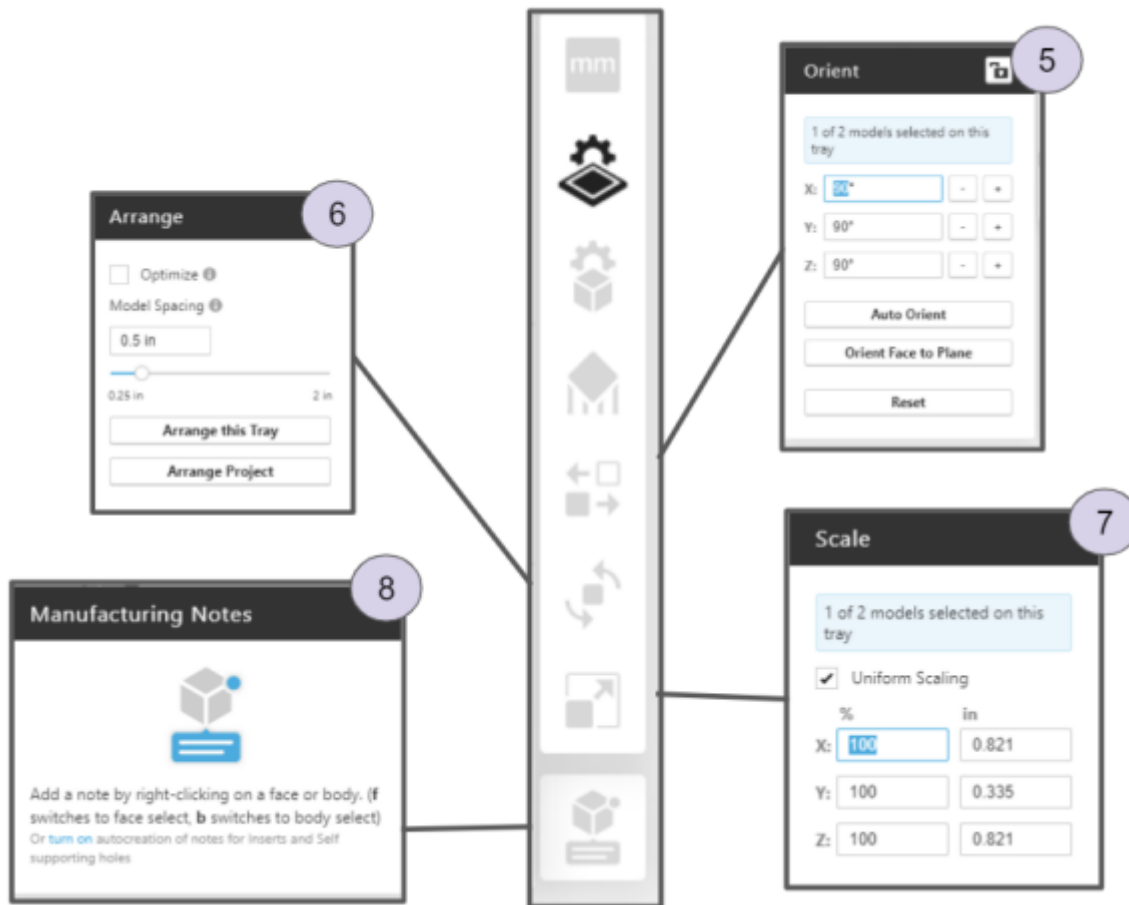 mm
Orient
5
1 of 2 models selected on this
tray
X: 90°
- +
Y: 90°
- +
Z: 90°
- +
Auto Orient
Orient Face to Plane
Reset
Arrange
6
Optimize
Model Spacing
0.5 in
0.25 in
2 in
Arrange this Tray
Arrange Project
Scale
7
1 of 2 models selected on this
tray
Uniform Scaling
% in
X: 100 0.821
Y: 100 0.335
Z: 100 0.821
Manufacturing Notes
8
Add a note by right-clicking on a face or body. (f
switches to face select, b switches to body select)
Or turn on autocreation of notes for Inserts and Self
supporting holes